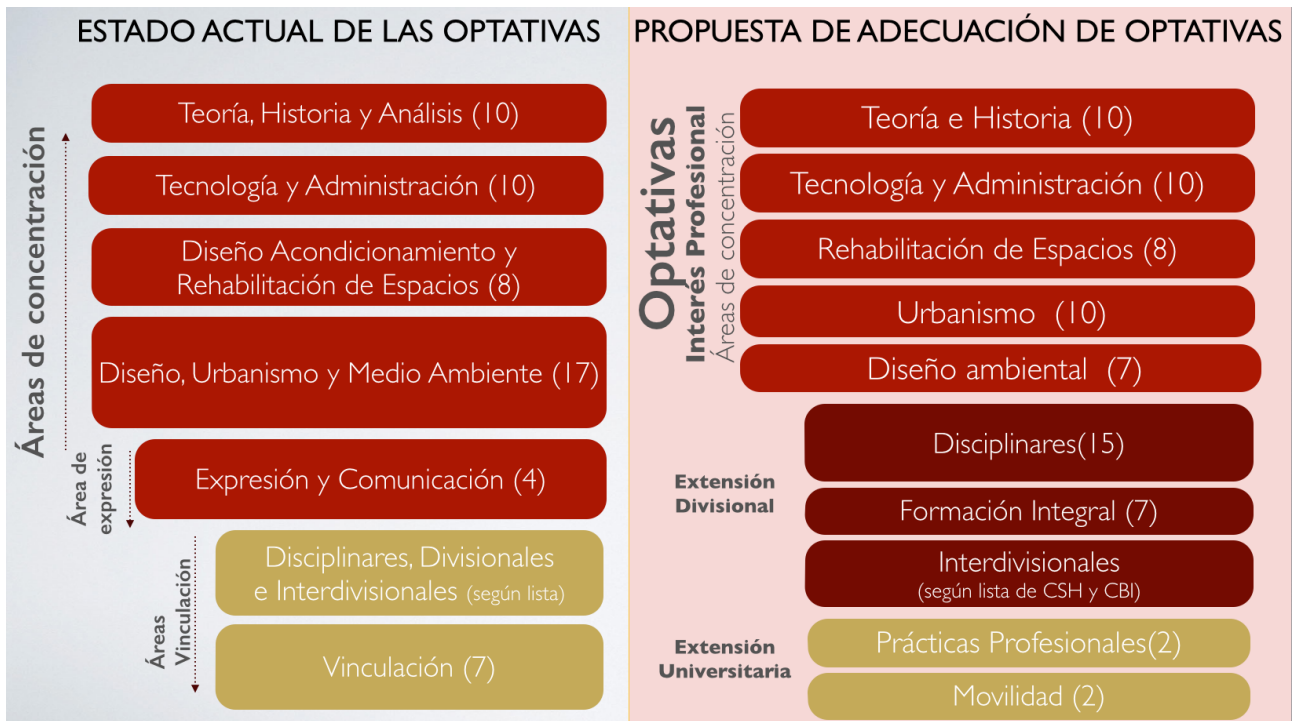 ESTADO ACTUAL DE LAS OPTATIVAS
Áreas de concentración
Teoría, Historia y Análisis (10)
Tecnología y Administración (10)
Diseño Acondicionamiento y
Rehabilitación de Espacios (8)
Diseño, Urbanismo y Medio Ambiente (17)
Área de
expresión
Expresión y Comunicación (4)
Áreas
Vinculación
Disciplinares, Divisionales
e Interdivisionales (según lista)
Vinculación (7)
PROPUESTA DE ADECUACIÓN DE OPTATIVAS
Optativas
Interés Profesional
Áreas de concentración
Teoría e Historia (10)
Tecnología y Administración (10)
Rehabilitación de Espacios (8)
Urbanismo (10)
Diseño ambiental (7)
Extensión
Divisional
Disciplinares(15)
Formación Integral (7)
Interdivisionales
(según lista de CSH y CBI)
Extensión
Universitaria
Prácticas Profesionales(2)
Movilidad (2)